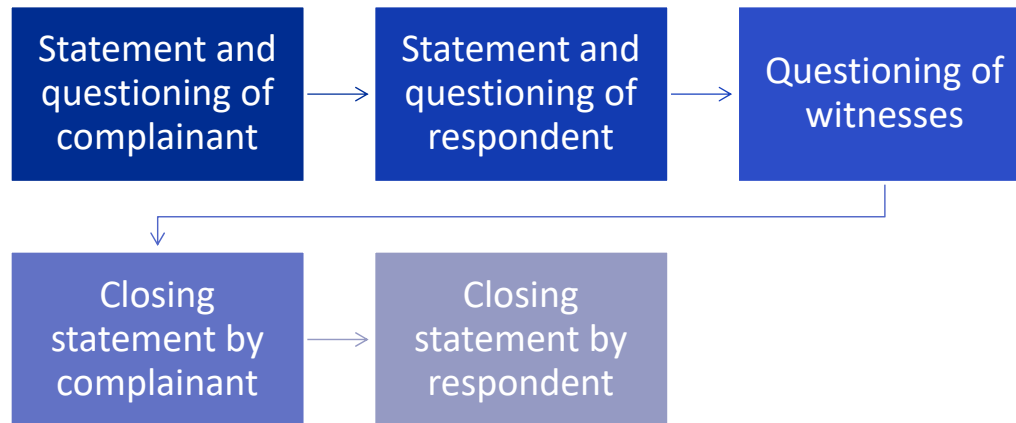 Statement and
questioning of
complainant
Statement and
questioning of
respondent
Questioning of
witnesses
Closing
statement by
complainant
Closing
statement by
respondent